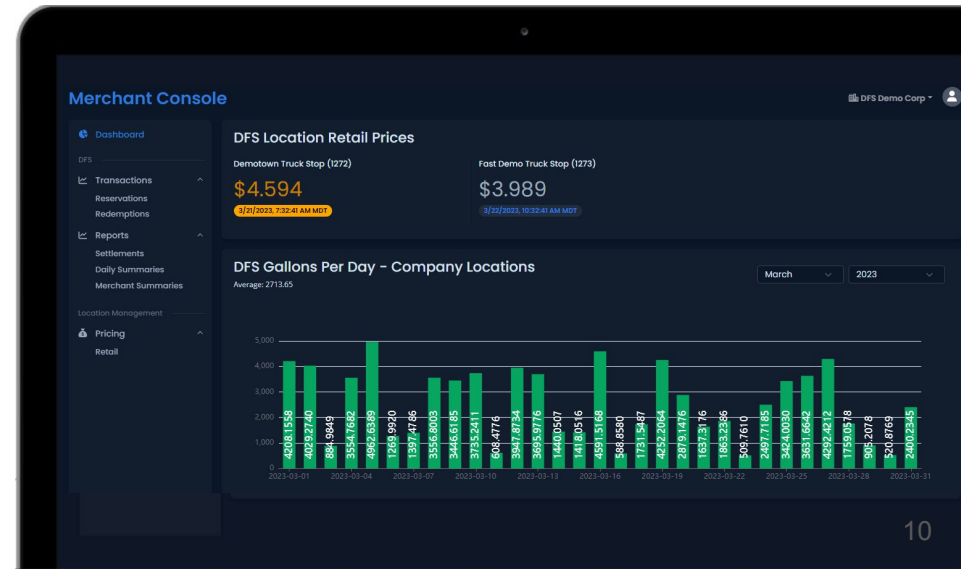 Merchant Console
DFS Demo Corp
Dashboard
DFS
Transactions
Reservations
Redemptions
Reports
Settlements
Daily Summaries
Merchant Summaries
Location Management
Pricing
Retail
DFS Location Retail Prices
Demotown Truck Stop (1272)
$4.594
3/21/2023, 7:32:41 AM MDT
Fast Demo Truck Stop (1273)
$3.989
3/22/2023, 10:32:41 AM MDT
DFS Gallons Per Day - Company Locations
Average: 2713.65
March
2023
5,000
4,000
3,000
2,000
1,000
0
4208.1558
4029.2740
884.9849
3554.7682
4962.6389
1269.9920
1397.4786
3556.8003
3446.6185
3735.2411
608.4776
3947.8734
3695.9776
1440.0507
1418.0516
4591.5168
588.8580
1731.5487
4252.2064
2879.1476
1637.3176
1863.2386
509.7610
2497.7185
3424.0030
3631.6642
4292.4212
1759.0578
905.2078
520.8769
2400.2345
2023-03-01
2023-03-04
2023-03-07
2023-03-10
2023-03-13
2023-03-16
2023-03-19
2023-03-22
2023-03-25
2023-03-28
2023-03-31
10